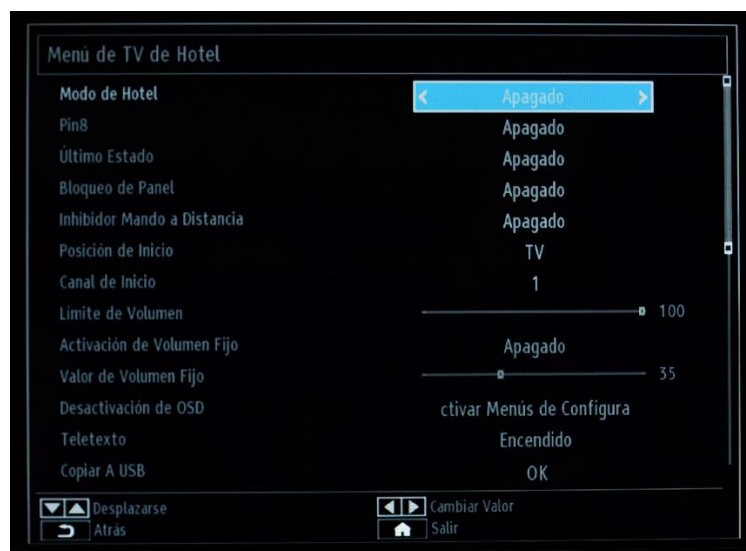 Menú de TV de Hotel
Modo de Hotel Apagado
Pin8 Apagado
Último Estado Apagado
Bloqueo de Panel Apagado
Inhibidor Mando a Distancia Apagado
Posición de Inicio TV
Canal de Inicio 1
Límite de Volumen 100
Activación de Volumen Fijo Apagado
Valor de Volumen Fijo 35
Desactivación de OSD ctivar Menús de Configura
Teletexto Encendido
Copiar A USB OK
Desplazarse Cambiar Valor
Atrás Salir